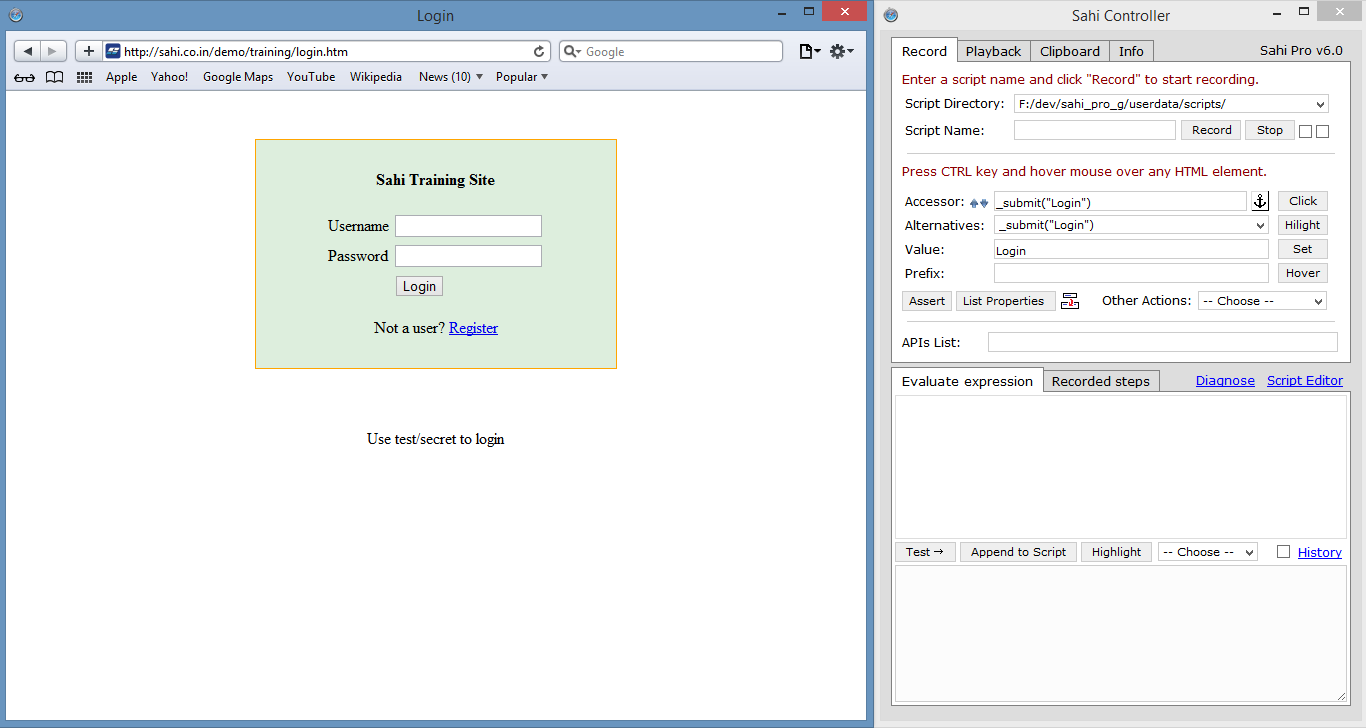 Login
http://sahi.co.in/demo/training/login.htm
Google
Apple Yahoo! Google Maps YouTube Wikipedia News (10) Popular
Sahi Training Site
Username
Password
Login
Not a user? Register
Use test/secret to login
Sahi Controller
Record Playback Clipboard Info Sahi Pro v6.0
Enter a script name and click "Record" to start recording.
Script Directory: F:/dev/sahi_pro_g/userdata/scripts/
Script Name: Record Stop
Press CTRL key and hover mouse over any HTML element.
Accessor: _submit("Login") Click
Alternatives: _submit("Login") Hilight
Value: Login Set
Prefix: Hover
Assert List Properties Other Actions: -- Choose --
APIs List:
Evaluate expression Recorded steps Diagnose Script Editor
Test → Append to Script Highlight -- Choose -- History